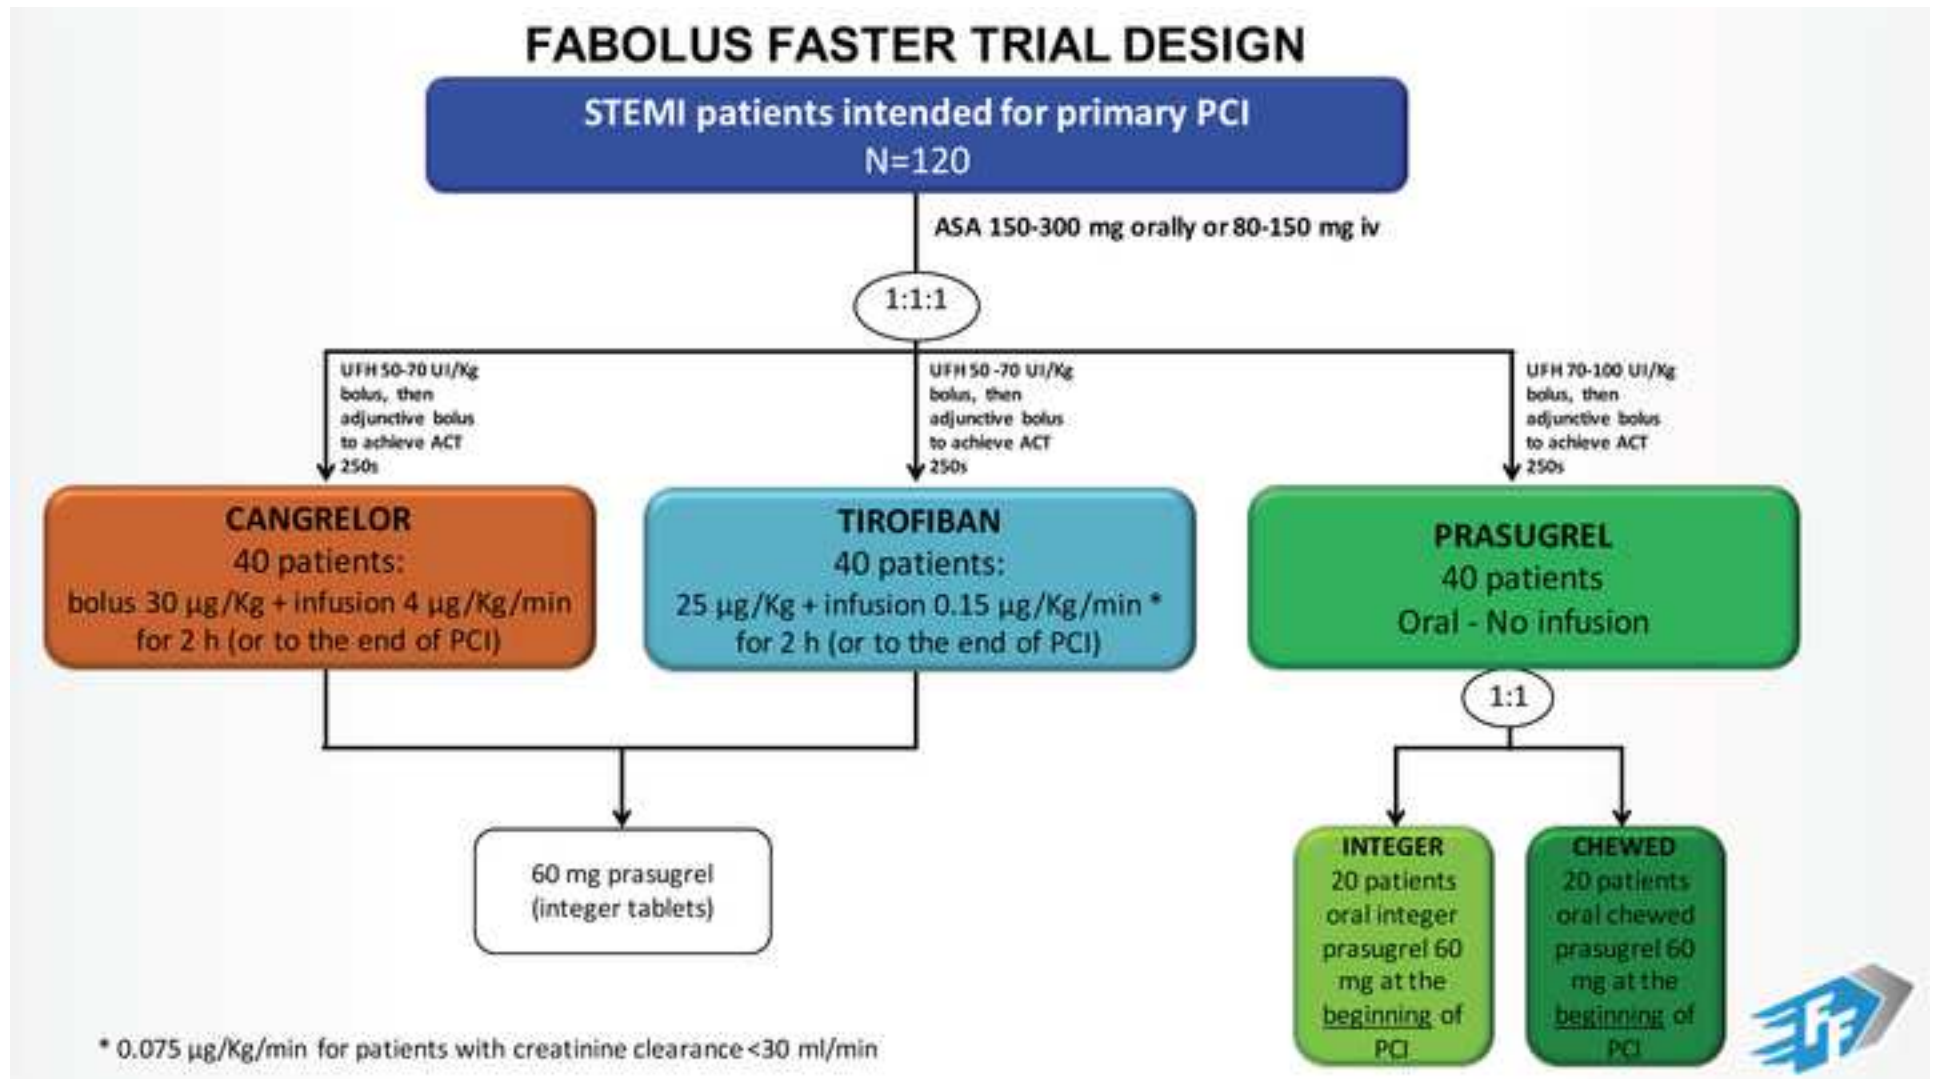 FABOLUS FASTER TRIAL DESIGN
STEMI patients intended for primary PCI
N=120
ASA 150-300 mg orally or 80-150 mg iv
1:1:1
UFH 50-70 UI/Kg
bolus, then
adjunctive bolus
to achieve ACT
250s
UFH 50 -70 UI/Kg
bolus, then
adjunctive bolus
to achieve ACT
250s
UFH 70-100 UI/Kg
bolus, then
adjunctive bolus
to achieve ACT
250s
CANGRELOR
40 patients:
bolus 30 µg/Kg + infusion 4 µg/Kg/min
for 2 h (or to the end of PCI)
TIROFIBAN
40 patients:
25 µg/Kg + infusion 0.15 µg/Kg/min *
for 2 h (or to the end of PCI)
PRASUGREL
40 patients
Oral - No infusion
1:1
60 mg prasugrel
(integer tablets)
INTEGER
20 patients
oral integer
prasugrel 60
mg at the
beginning of
PCI
CHEWED
20 patients
oral chewed
prasugrel 60
mg at the
beginning of
PCI
* 0.075 µg/Kg/min for patients with creatinine clearance <30 ml/min
FF